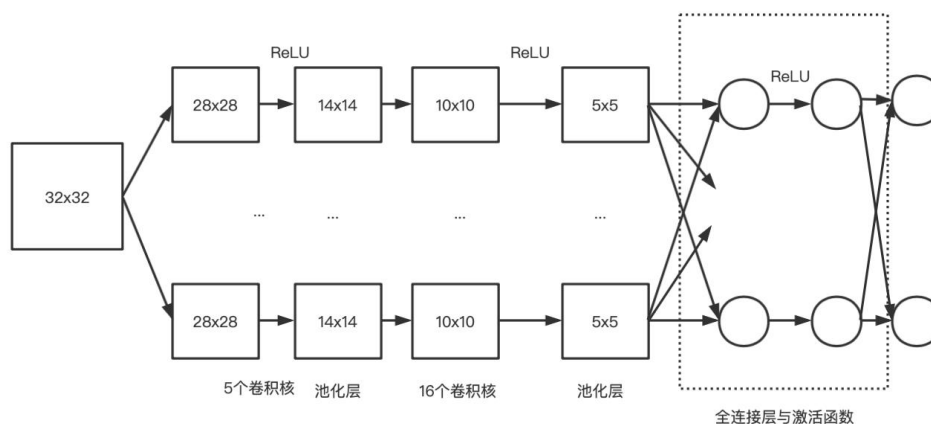 ReLU
ReLU
ReLU
28x28
14x14
10x10
5x5
32x32
...
...
...
...
28x28
14x14
10x10
5x5
5个卷积核
池化层
16个卷积核
池化层
全连接层与激活函数